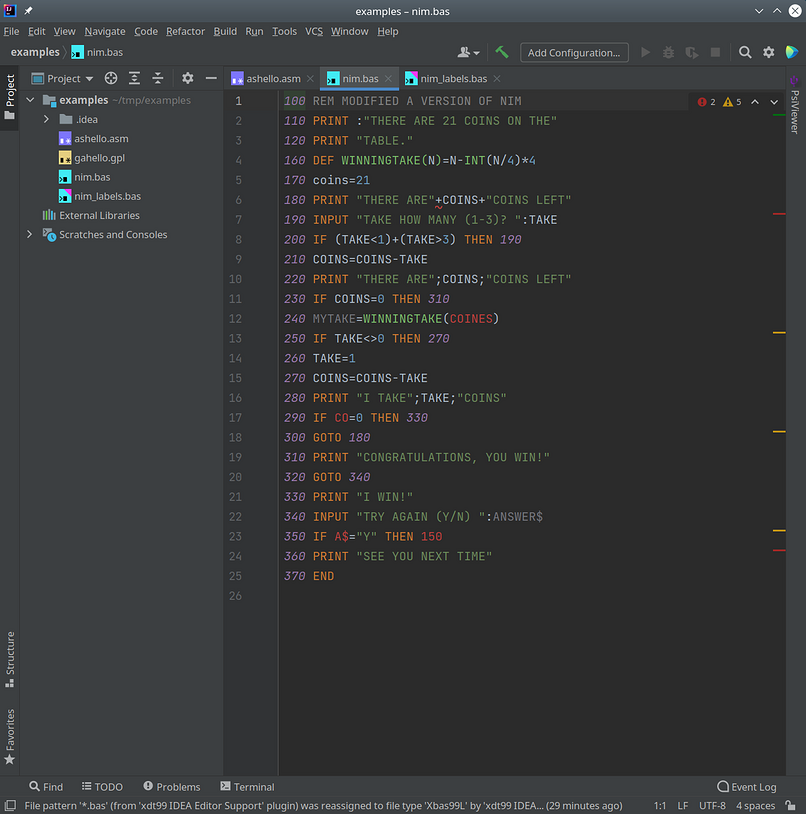 examples – nim.bas
File Edit View Navigate Code Refactor Build Run Tools VCS Window Help
examples nim.bas Add Configuration...
Project ashello.asm nim.bas nim_labels.bas
Project
PsiViewer
examples ~/tmp/examples
.idea
ashello.asm
gahello.gpl
nim.bas
nim_labels.bas
External Libraries
Scratches and Consoles
2 5
1 100 REM MODIFIED A VERSION OF NIM
2 110 PRINT :"THERE ARE 21 COINS ON THE"
3 120 PRINT "TABLE."
4 160 DEF WINNINGTAKE(N)=N-INT(N/4)*4
5 170 coins=21
6 180 PRINT "THERE ARE"+COINS+"COINS LEFT"
7 190 INPUT "TAKE HOW MANY (1-3)? ":TAKE
8 200 IF (TAKE<1)+(TAKE>3) THEN 190
9 210 COINS=COINS-TAKE
10 220 PRINT "THERE ARE";COINS;"COINS LEFT"
11 230 IF COINS=0 THEN 310
12 240 MYTAKE=WINNINGTAKE(COINES)
13 250 IF TAKE<>0 THEN 270
14 260 TAKE=1
15 270 COINS=COINS-TAKE
16 280 PRINT "I TAKE";TAKE;"COINS"
17 290 IF CO=0 THEN 330
18 300 GOTO 180
19 310 PRINT "CONGRATULATIONS, YOU WIN!"
20 320 GOTO 340
21 330 PRINT "I WIN!"
22 340 INPUT "TRY AGAIN (Y/N) ":ANSWER$
23 350 IF A$="Y" THEN 150
24 360 PRINT "SEE YOU NEXT TIME"
25 370 END
26
Structure
Favorites
Find TODO Problems Terminal Event Log
File pattern '*.bas' (from 'xdt99 IDEA Editor Support' plugin) was reassigned to file type 'Xbas99L' by 'xdt99 IDEA... (29 minutes ago) 1:1 LF UTF-8 4 spaces